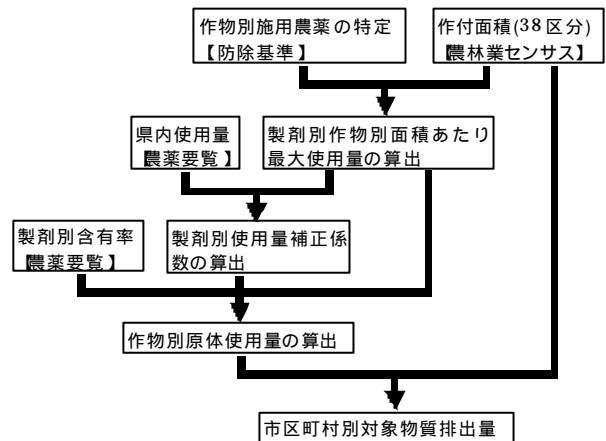 作物別施用農薬の特定
【防除基準】
作付面積(38区分)
【農林業センサス】
県内使用量
【農薬要覧】
製剤別作物別面積あたり
最大使用量の算出
製剤別含有率
【農薬要覧】
製剤別使用量補正係
数の算出
作物別原体使用量の算出
市区町村別対象物質排出量